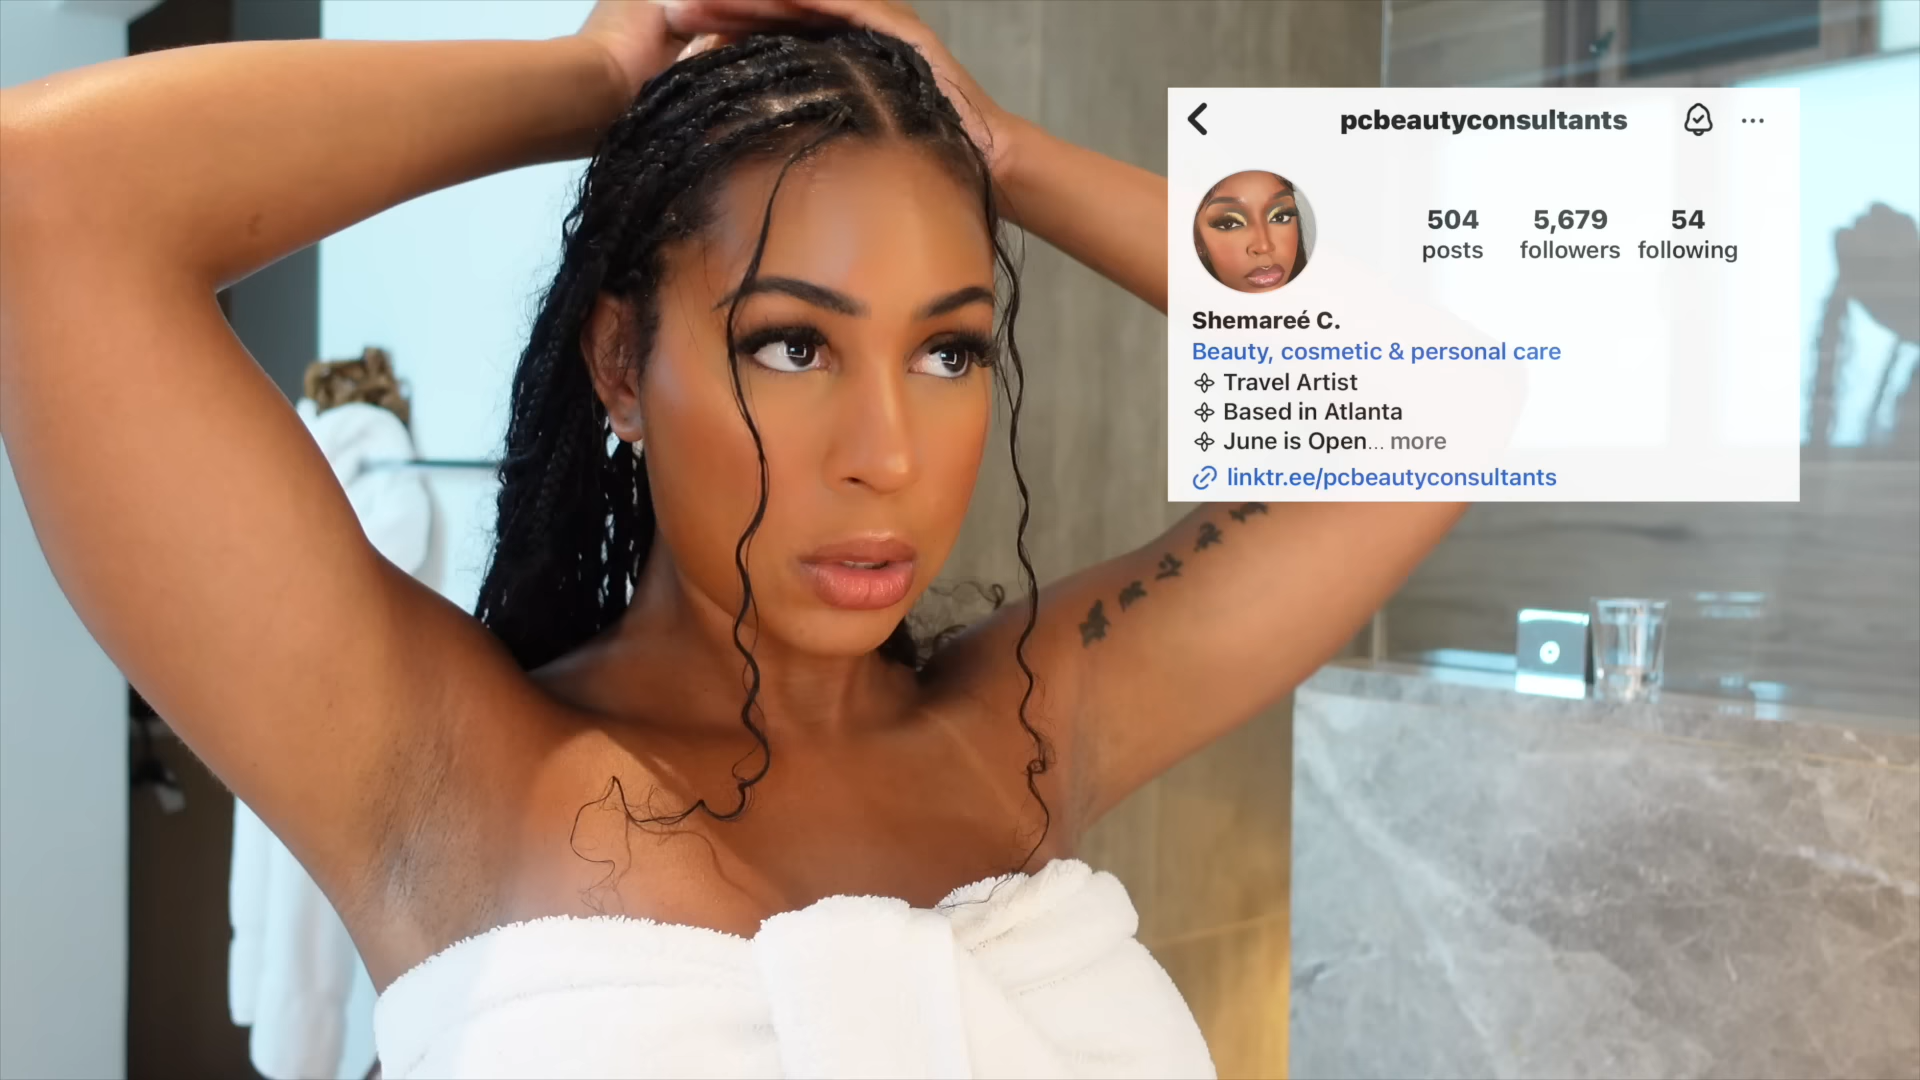 pcbeautyconsultants
504 5,679 54
posts followers following
Shemareé C.
Beauty, cosmetic & personal care
Travel Artist
Based in Atlanta
June is Open... more
linktr.ee/pcbeautyconsultants